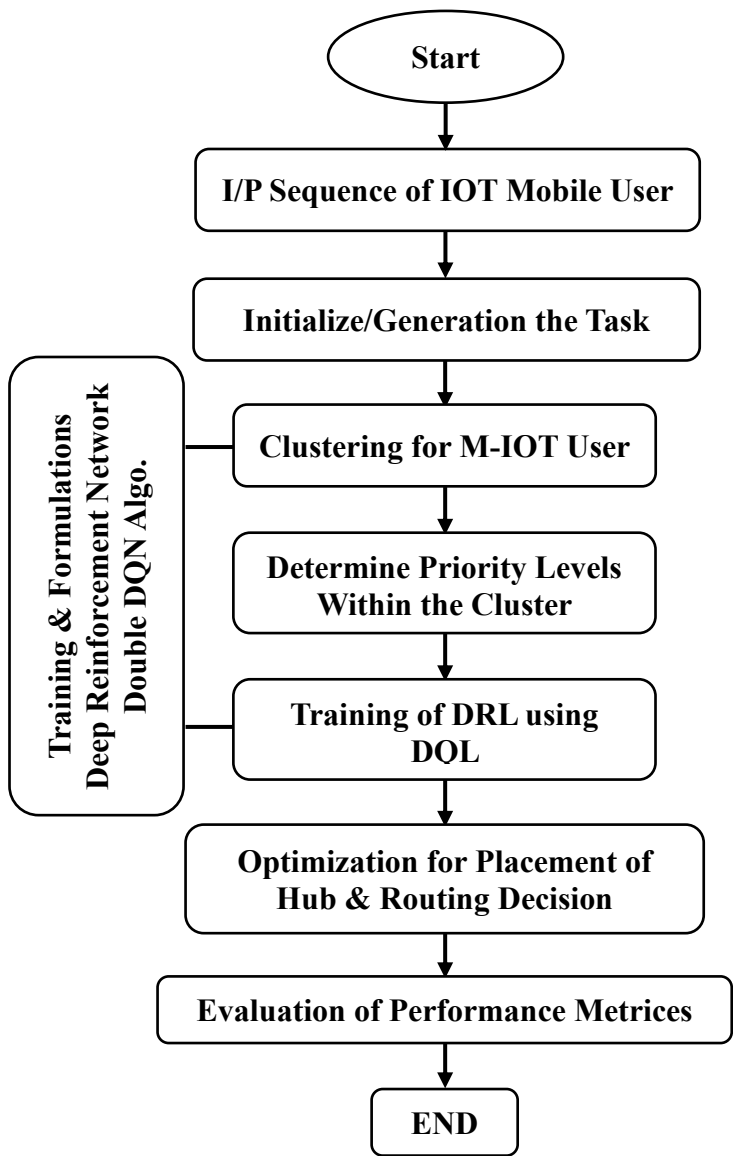 Start
I/P Sequence of IOT Mobile User
Initialize/Generation the Task
Training & Formulations
Deep Reinforcement Network
Double DQN Algo.
Clustering for M-IOT User
Determine Priority Levels
Within the Cluster
Training of DRL using
DQL
Optimization for Placement of
Hub & Routing Decision
Evaluation of Performance Metrices
END